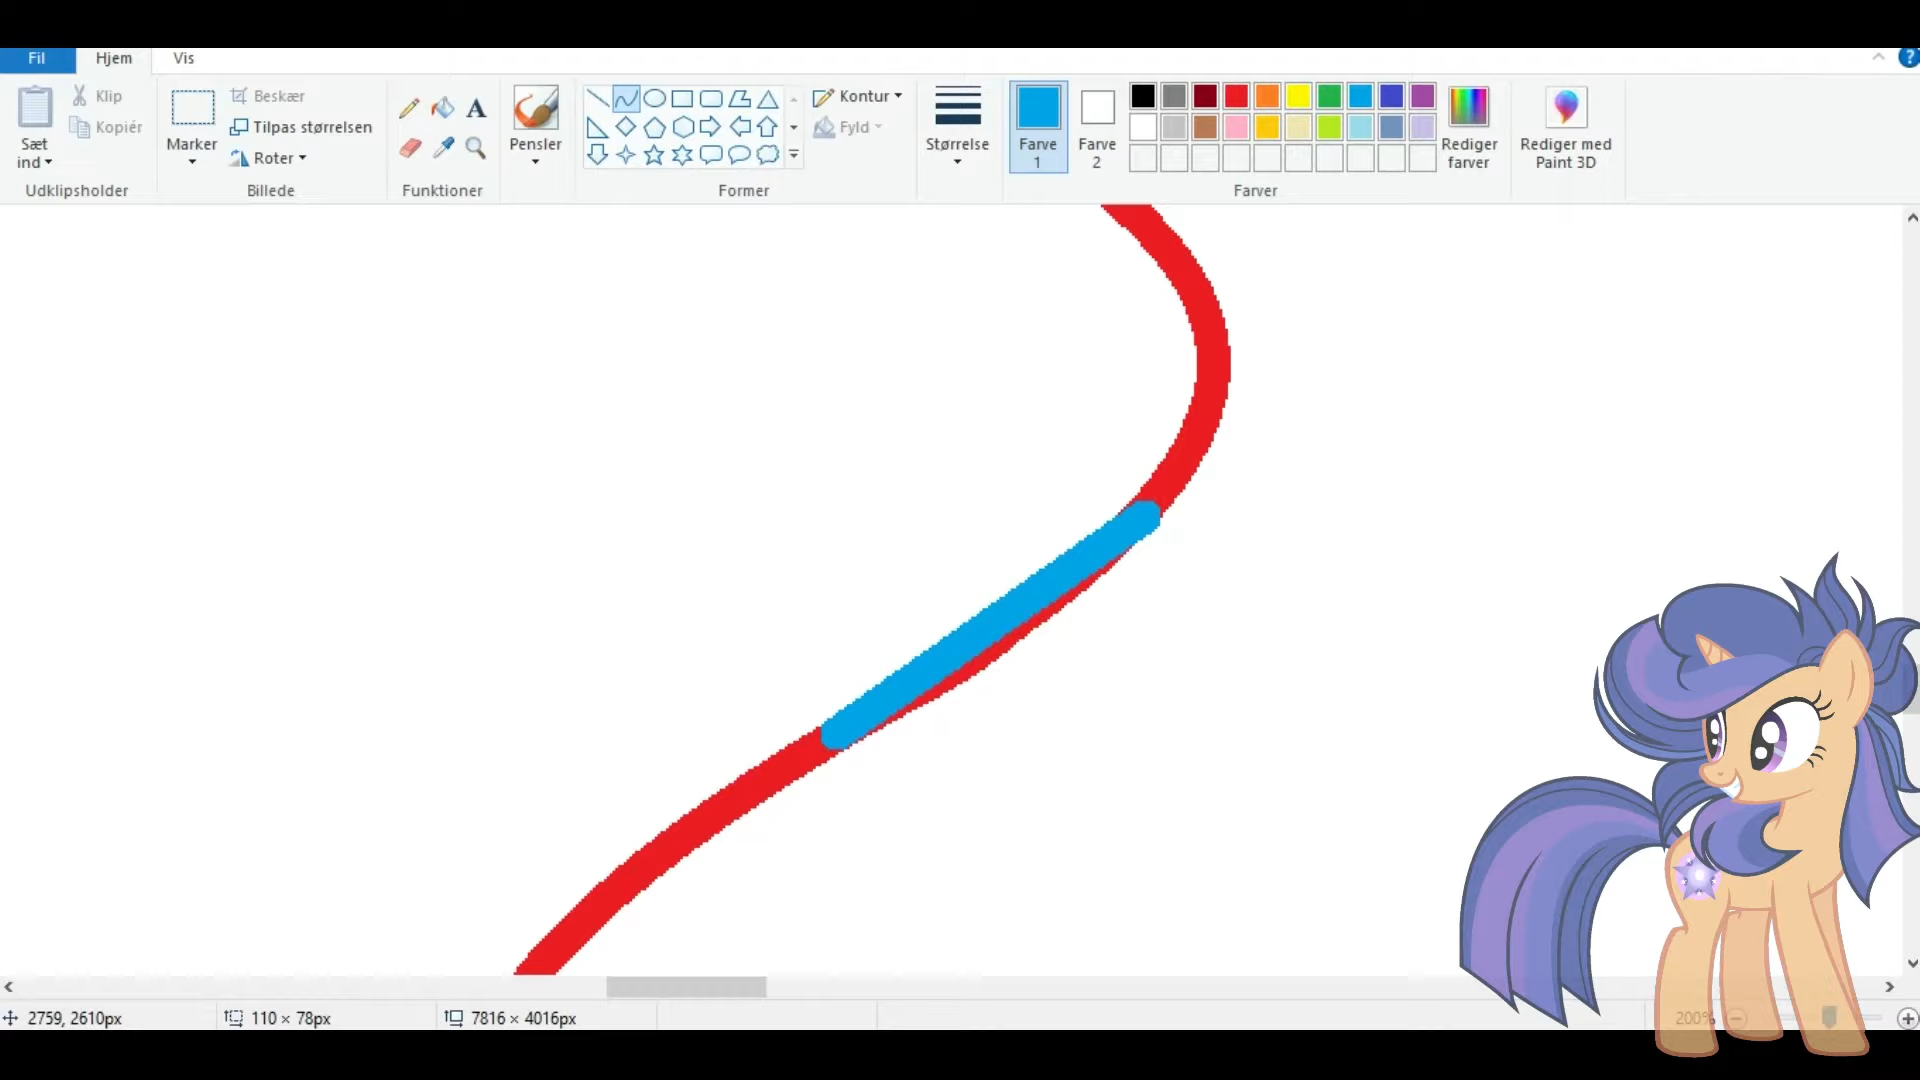 Fil Hjem Vis
Sæt ind
Klip
Kopiér
Udklipsholder
Marker
Beskær
Tilpas størrelsen
Roter
Billede
A
Funktioner
Pensler
Former
Kontur
Fyld
Størrelse
Farve 1
Farve 2
Farver
Rediger farver
Rediger med Paint 3D
?
2759, 2610px
110 × 78px
7816 × 4016px
200%